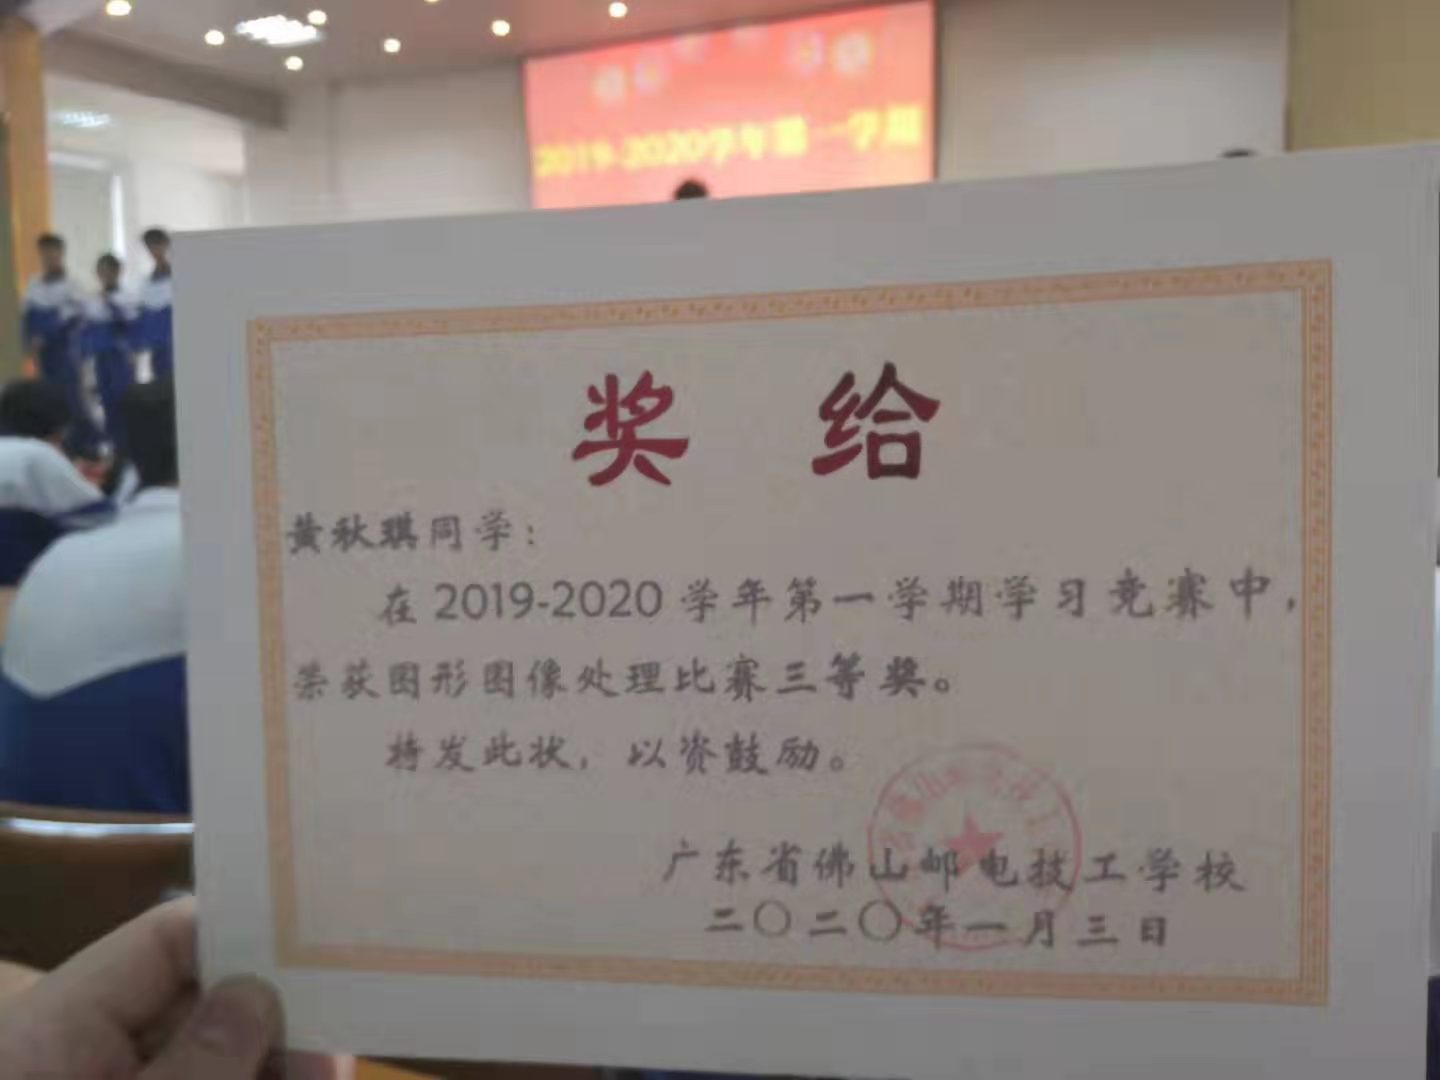 2019-2020学年第一学期
奖给
黄秋琪同学：
在2019-2020学年第一学期学习竞赛中，
荣获图形图像处理比赛三等奖。
特发此状，以资鼓励。
广东省佛山邮电技工学校
二〇二〇年一月三日